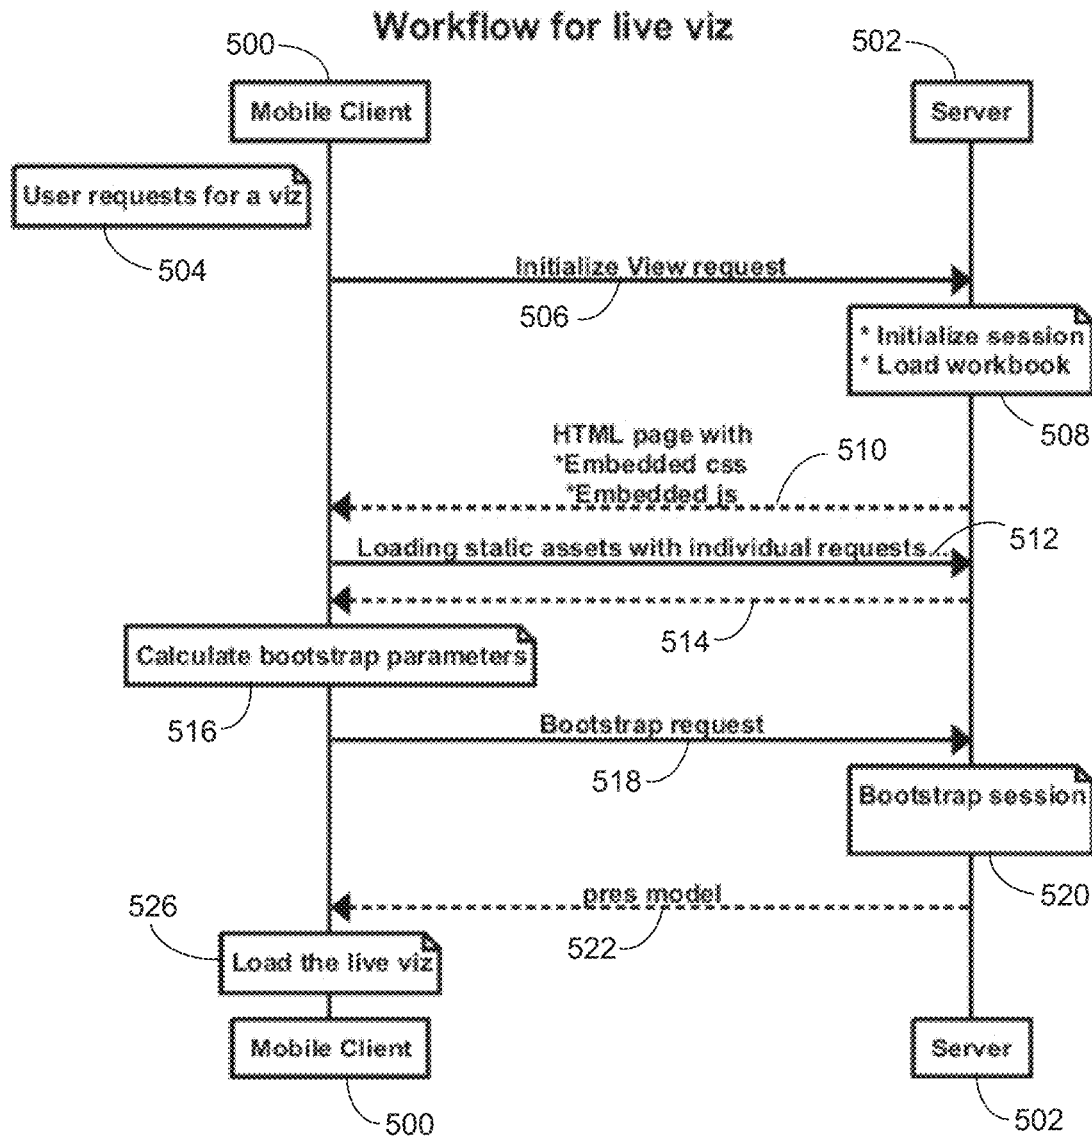 Workflow for live viz
500
502
Mobile Client
Server
User requests for a viz
504
Initialize View request
506
* Initialize session
* Load workbook
508
HTML page with
*Embedded css
*Embedded js
510
Loading static assets with individual requests...
512
514
Calculate bootstrap parameters
516
Bootstrap request
518
Bootstrap session
520
pres model
522
526
Load the live viz
Mobile Client
Server
500
502